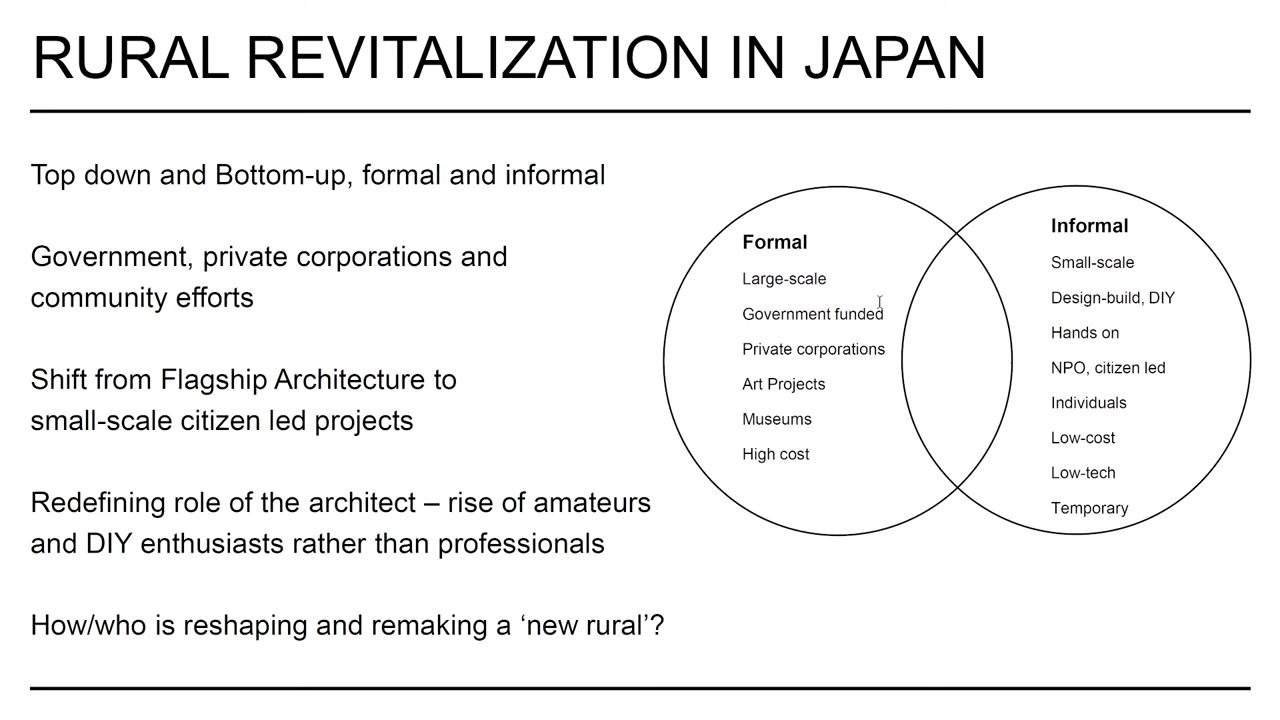 RURAL REVITALIZATION IN JAPAN
Top down and Bottom-up, formal and informal
Government, private corporations and
community efforts
Shift from Flagship Architecture to
small-scale citizen led projects
Redefining role of the architect – rise of amateurs
and DIY enthusiasts rather than professionals
How/who is reshaping and remaking a ‘new rural’?
Formal
Large-scale
Government funded
Private corporations
Art Projects
Museums
High cost
Informal
Small-scale
Design-build, DIY
Hands on
NPO, citizen led
Individuals
Low-cost
Low-tech
Temporary